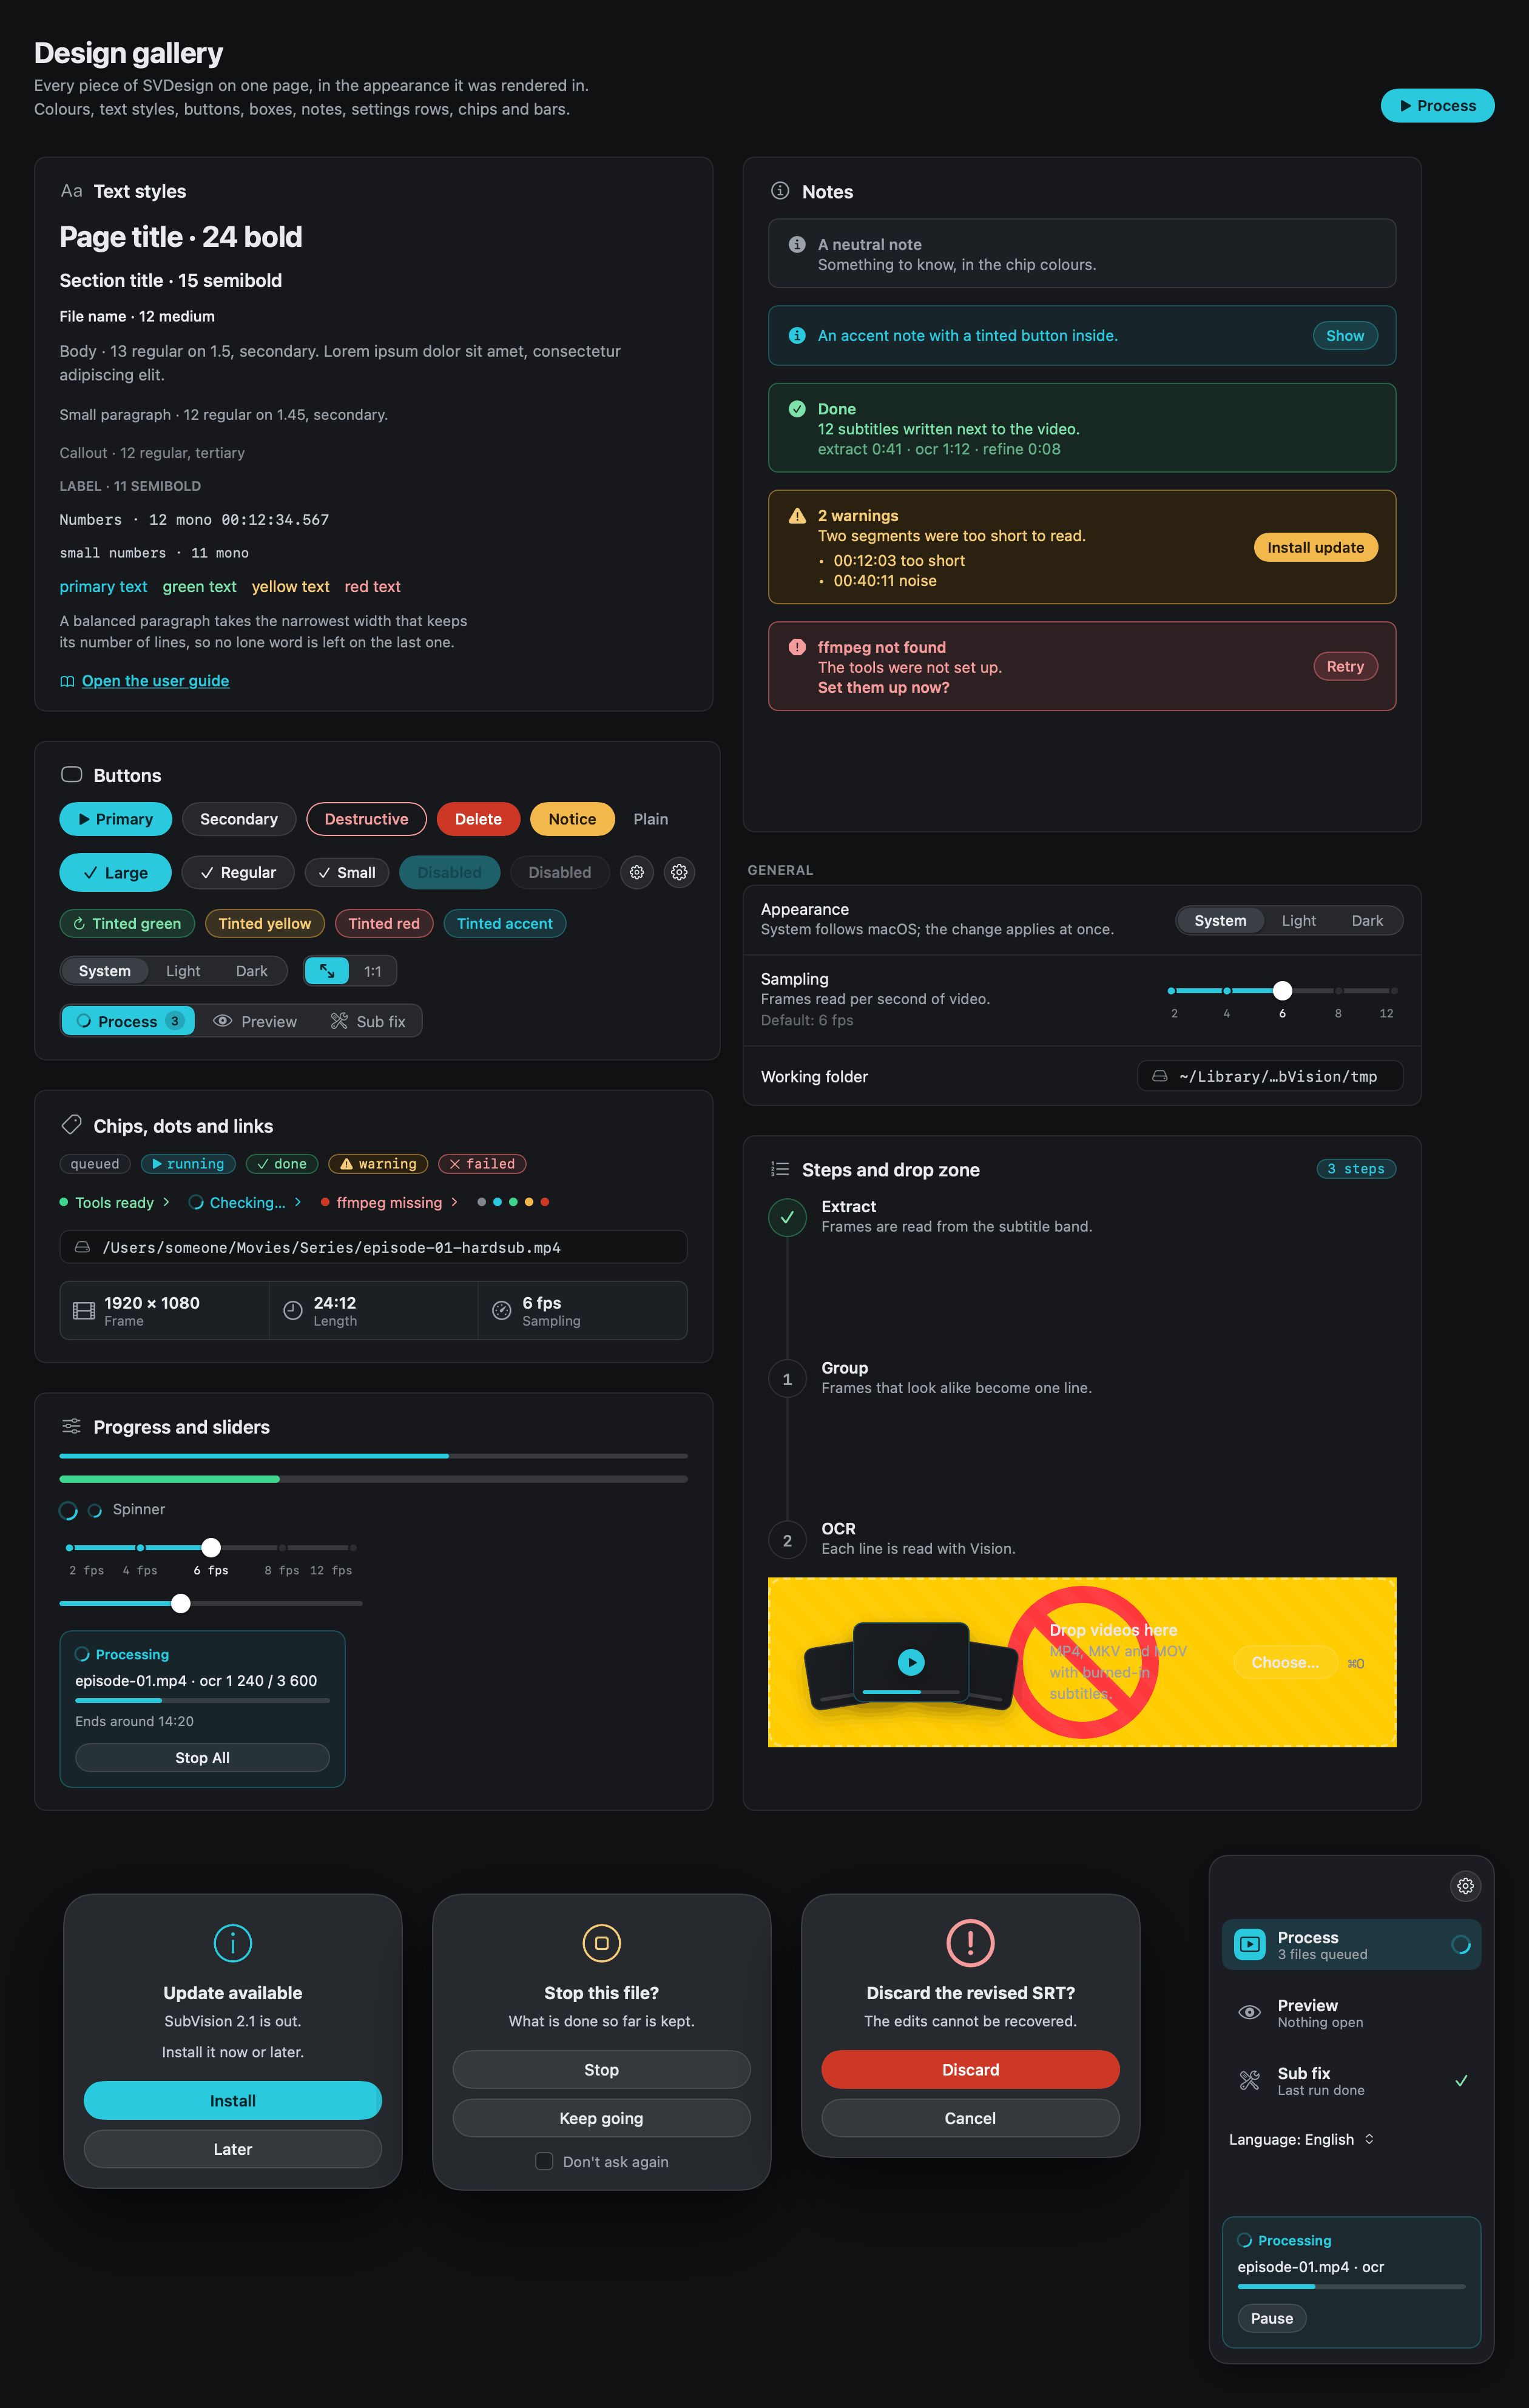 Design gallery
Every piece of SVDesign on one page, in the appearance it was rendered in.
Colours, text styles, buttons, boxes, notes, settings rows, chips and bars.
Process
Aa Text styles
Page title · 24 bold
Section title · 15 semibold
File name · 12 medium
Body · 13 regular on 1.5, secondary. Lorem ipsum dolor sit amet, consectetur
adipiscing elit.
Small paragraph · 12 regular on 1.45, secondary.
Callout · 12 regular, tertiary
LABEL · 11 SEMIBOLD
Numbers · 12 mono 00:12:34.567
small numbers · 11 mono
primary text green text yellow text red text
A balanced paragraph takes the narrowest width that keeps
its number of lines, so no lone word is left on the last one.
Open the user guide
Notes
A neutral note
Something to know, in the chip colours.
An accent note with a tinted button inside.
Show
Done
12 subtitles written next to the video.
extract 0:41 · ocr 1:12 · refine 0:08
2 warnings
Two segments were too short to read.
• 00:12:03 too short
• 00:40:11 noise
Install update
ffmpeg not found
The tools were not set up.
Set them up now?
Retry
Buttons
Primary Secondary Destructive Delete Notice Plain
Large Regular Small Disabled Disabled
Tinted green Tinted yellow Tinted red Tinted accent
System Light Dark 1:1
Process 3 Preview Sub fix
GENERAL
Appearance
System follows macOS; the change applies at once.
System Light Dark
Sampling
Frames read per second of video.
Default: 6 fps
2 4 6 8 12
Working folder
~/Library/…bVision/tmp
Chips, dots and links
queued running done warning failed
Tools ready Checking… ffmpeg missing
/Users/someone/Movies/Series/episode-01-hardsub.mp4
1920 × 1080
Frame
24:12
Length
6 fps
Sampling
Steps and drop zone
3 steps
Extract
Frames are read from the subtitle band.
1
Group
Frames that look alike become one line.
2
OCR
Each line is read with Vision.
Drop videos here
MP4, MKV and MOV
with burned-in
subtitles.
Choose…
⌘O
Progress and sliders
Spinner
2 fps 4 fps 6 fps 8 fps 12 fps
Processing
episode-01.mp4 · ocr 1 240 / 3 600
Ends around 14:20
Stop All
Update available
SubVision 2.1 is out.
Install it now or later.
Install
Later
Stop this file?
What is done so far is kept.
Stop
Keep going
Don't ask again
Discard the revised SRT?
The edits cannot be recovered.
Discard
Cancel
Process
3 files queued
Preview
Nothing open
Sub fix
Last run done
Language: English
Processing
episode-01.mp4 · ocr
Pause